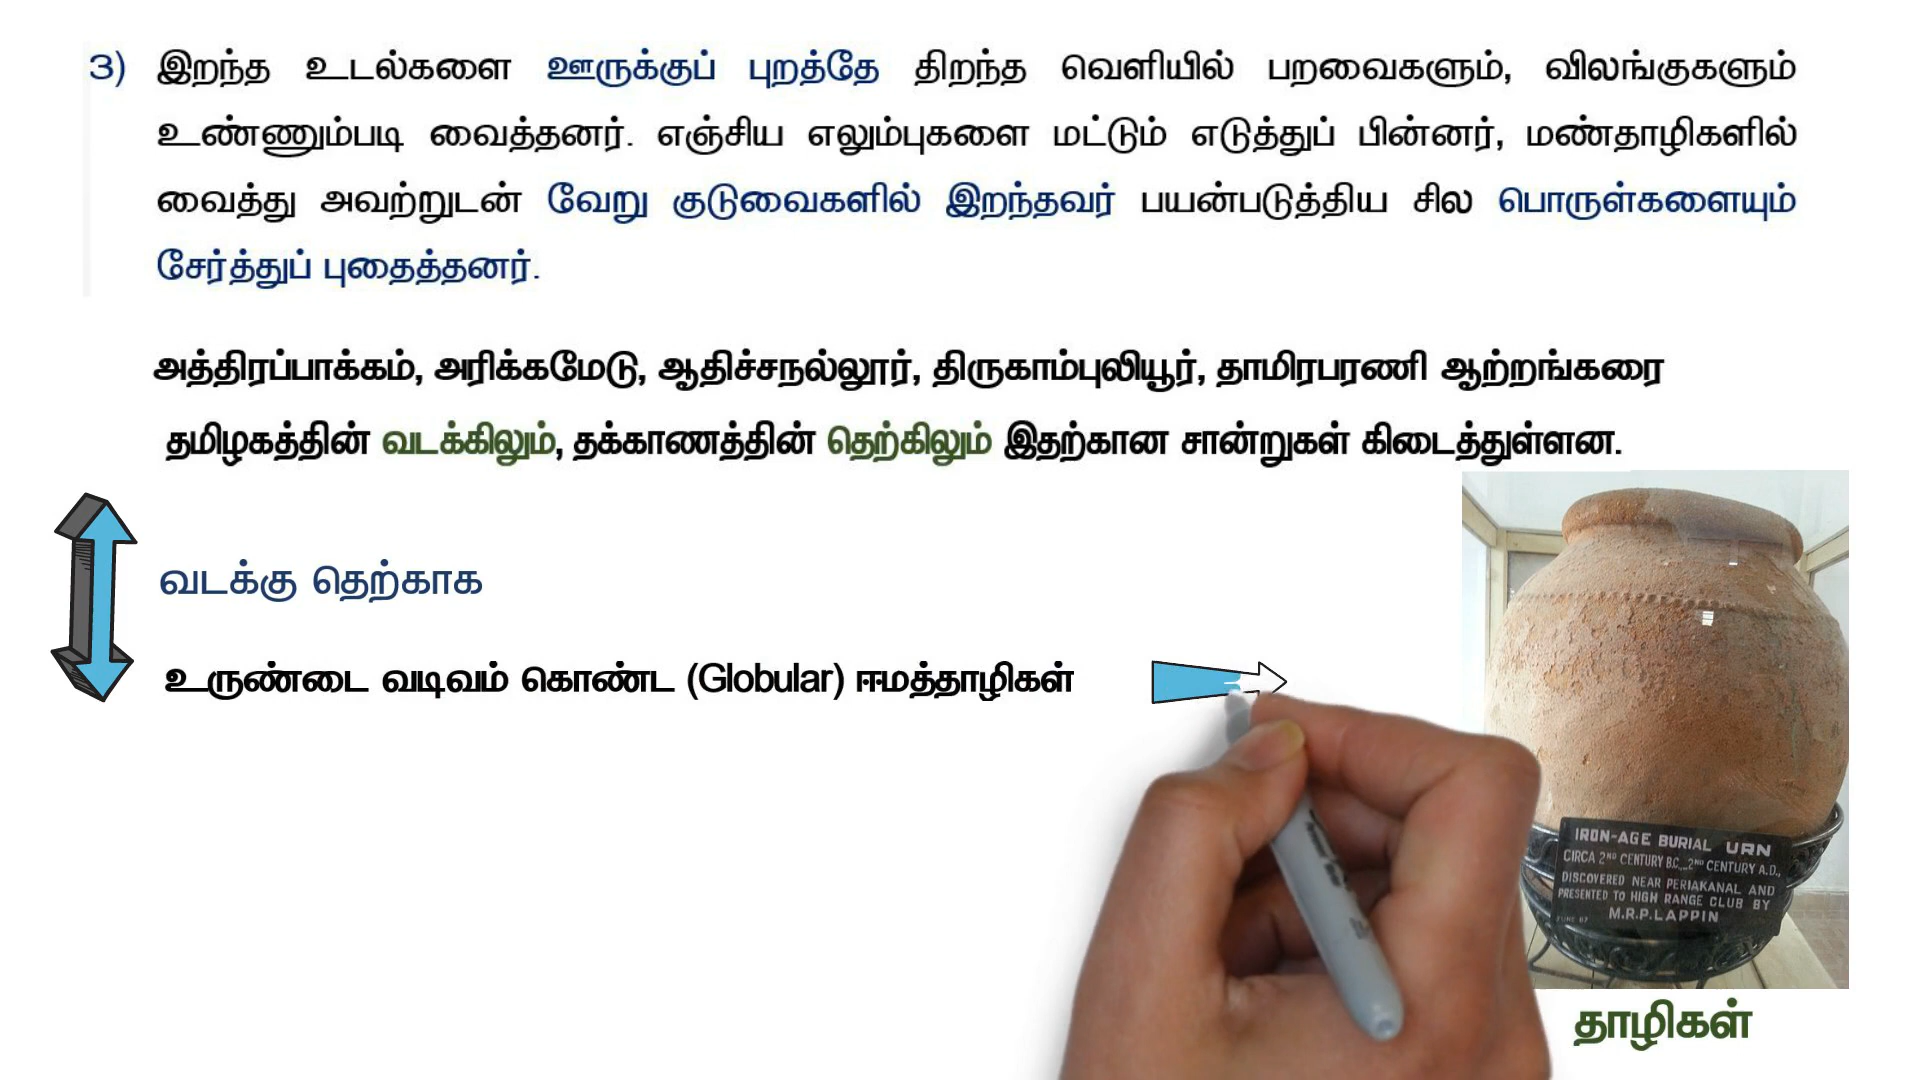 3) இறந்த உடல்களை ஊருக்குப் புறத்தே திறந்த வெளியில் பறவைகளும், விலங்குகளும்
உண்ணும்படி வைத்தனர். எஞ்சிய எலும்புகளை மட்டும் எடுத்துப் பின்னர், மண்தாழிகளில்
வைத்து அவற்றுடன் வேறு குடுவைகளில் இறந்தவர் பயன்படுத்திய சில பொருள்களையும்
சேர்த்துப் புதைத்தனர்.
அத்திரப்பாக்கம், அரிக்கமேடு, ஆதிச்சநல்லூர், திருகாம்புலியூர், தாமிரபரணி ஆற்றங்கரை
தமிழகத்தின் வடக்கிலும், தக்காணத்தின் தெற்கிலும் இதற்கான சான்றுகள் கிடைத்துள்ளன.
வடக்கு தெற்காக
உருண்டை வடிவம் கொண்ட (Globular) ஈமத்தாழிகள்
IRON-AGE BURIAL URN
CIRCA 2ND CENTURY B.C._2ND CENTURY A.D.,
DISCOVERED NEAR PERIAKANAL AND
PRESENTED TO HIGH RANGE CLUB BY
M.R.P.LAPPIN
தாழிகள்